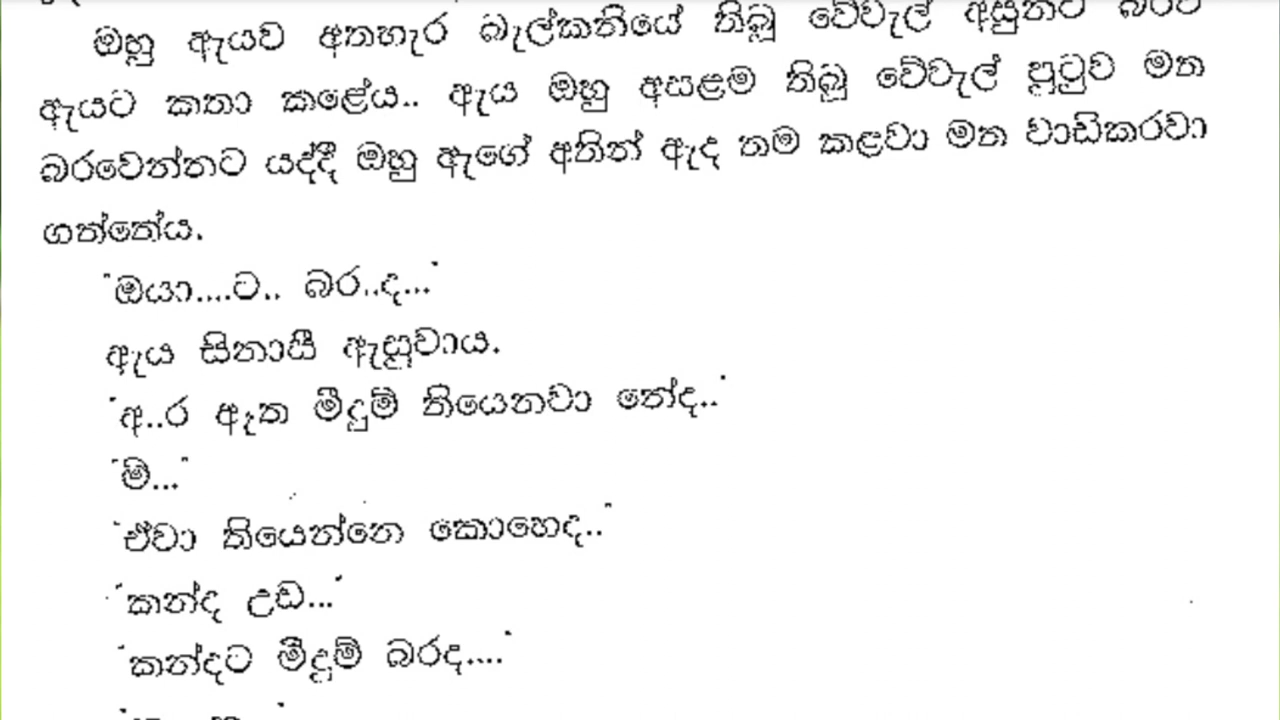 ඔහු ඇයව අතහැර බැල්කනියේ තිබූ වේවැල් අසුනට බරව
ඇයට කතා කළේය.. ඇය ඔහු අසළම තිබූ වේවැල් පුටුව මත
බරවෙන්නට යද්දී ඔහු ඇගේ අතින් ඇද තම කළවා මත වාඩිකරවා
ගත්තේය.
"ඔයා....ට.. බර..ද..."
ඇය සිනාසී ඇසුවාය.
"අ..ර ඈත මීදුම් තියෙනවා නේද.."
"ම්..."
"ඒවා තියෙන්නෙ කොහෙද.."
"කන්ද උඩ..."
"කන්දට මීදුම් බරද...."